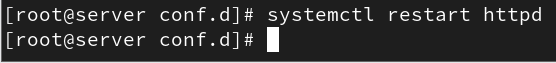 [root@server conf.d]# systemctl restart httpd
[root@server conf.d]#